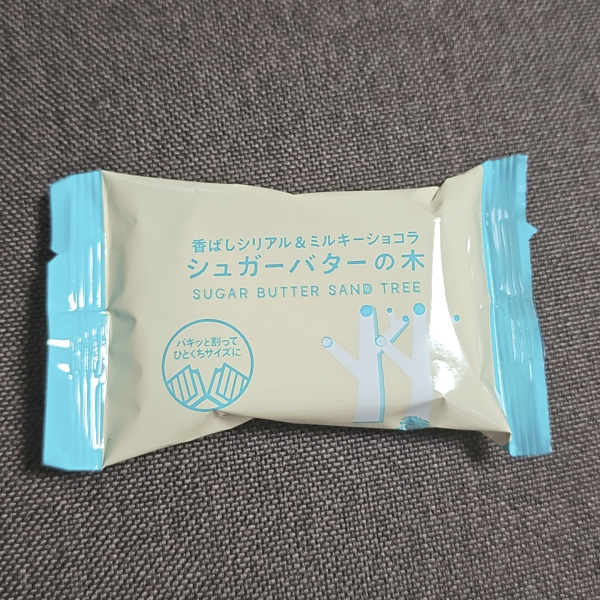 香ばしシリアル&ミルキーショコラ
シュガーバターの木
SUGAR BUTTER SAND TREE
パキッと割って
ひとくちサイズに